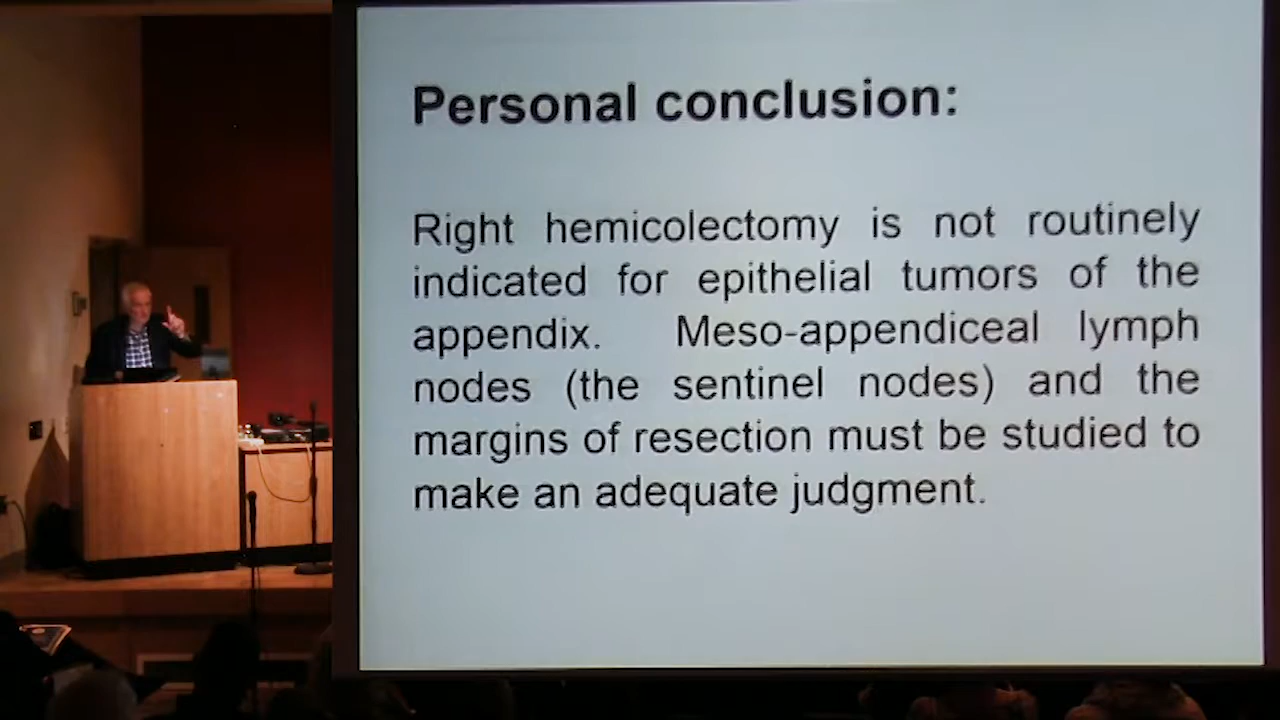 Personal conclusion:
Right hemicolectomy is not routinely
indicated for epithelial tumors of the
appendix. Meso-appendiceal lymph
nodes (the sentinel nodes) and the
margins of resection must be studied to
make an adequate judgment.